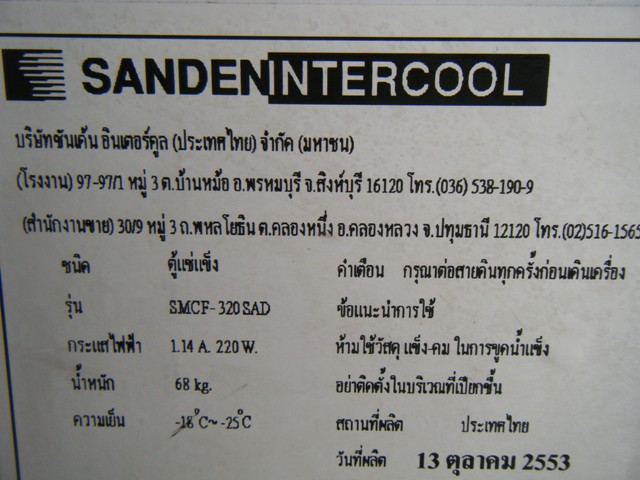 SANDENINTERCOOL
บริษัทซันเด้น อินเตอร์คูล (ประเทศไทย) จำกัด (มหาชน)
(โรงงาน) 97-97/1 หมู่ 3 ต.บ้านหม้อ อ.พรหมบุรี จ.สิงห์บุรี 16120 โทร.(036) 538-190-9
(สำนักงานขาย) 30/9 หมู่ 3 ถ.พหลโยธิน ต.คลองหนึ่ง อ.คลองหลวง จ.ปทุมธานี 12120 โทร.(02)516-1565
ชนิด ตู้แช่แข็ง คำเตือน กรุณาต่อสายดินทุกครั้งก่อนเดินเครื่อง
รุ่น SMCF-320SAD ข้อแนะนำการใช้
กระแสไฟฟ้า 1.14 A. 220 W. ห้ามใช้วัสดุ แข็ง-คม ในการขูดน้ำแข็ง
น้ำหนัก 68 kg. อย่าติดตั้งในบริเวณที่เปียกชื้น
ความเย็น -18°C~-25°C สถานที่ผลิต ประเทศไทย
วันที่ผลิต 13 ตุลาคม 2553